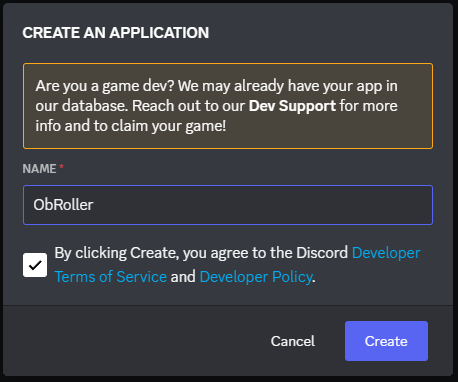 CREATE AN APPLICATION
Are you a game dev? We may already have your app in
our database. Reach out to our Dev Support for more
info and to claim your game!
NAME *
ObRoller
By clicking Create, you agree to the Discord Developer
Terms of Service and Developer Policy.
Cancel Create